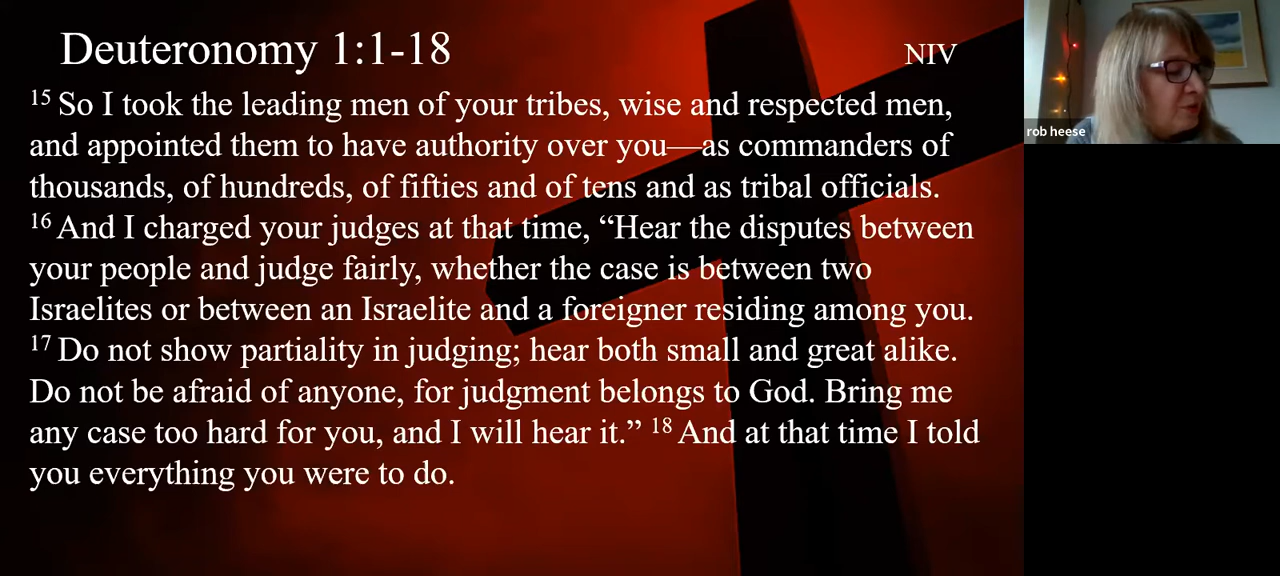 Deuteronomy 1:1-18
NIV
15 So I took the leading men of your tribes, wise and respected men,
and appointed them to have authority over you—as commanders of
thousands, of hundreds, of fifties and of tens and as tribal officials.
16 And I charged your judges at that time, “Hear the disputes between
your people and judge fairly, whether the case is between two
Israelites or between an Israelite and a foreigner residing among you.
17 Do not show partiality in judging; hear both small and great alike.
Do not be afraid of anyone, for judgment belongs to God. Bring me
any case too hard for you, and I will hear it.” 18 And at that time I told
you everything you were to do.
rob heese